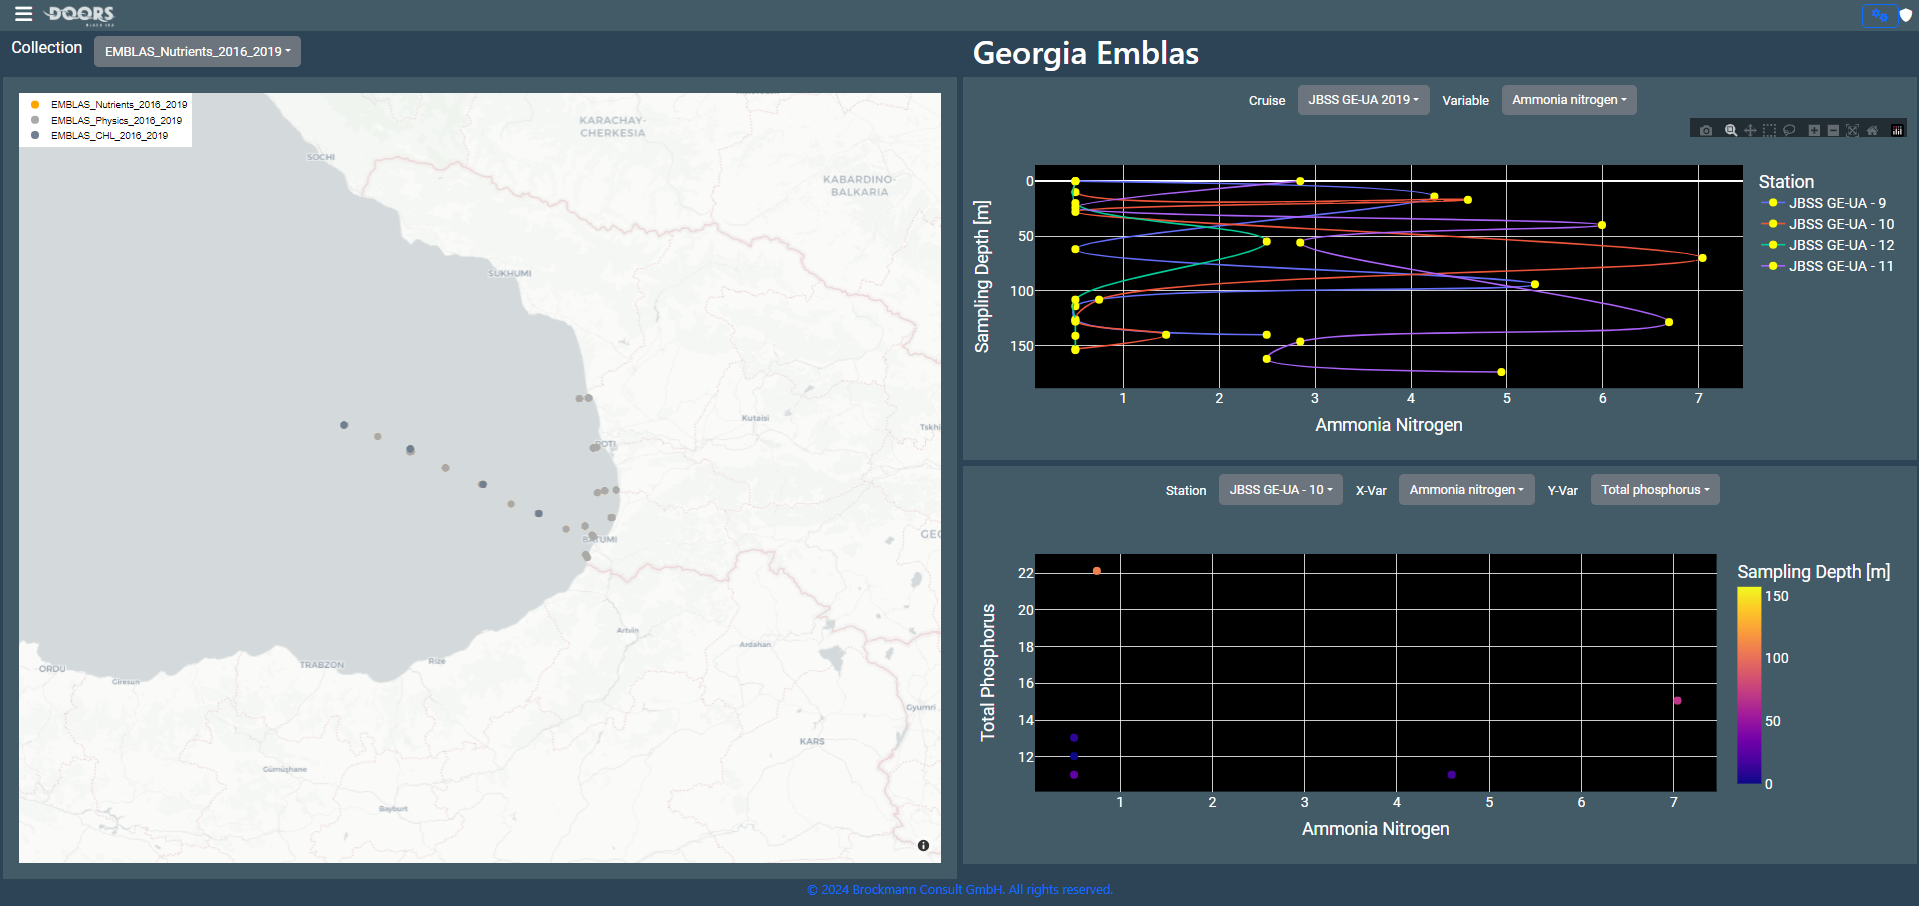 DOORS
BLACK SEA
Collection
EMBLAS_Nutrients_2016_2019
Georgia Emblas
EMBLAS_Nutrients_2016_2019
EMBLAS_Physics_2016_2019
EMBLAS_CHL_2016_2019
KARACHAY-
CHERKESIA
SOCHI
KABARDINO-
BALKARIA
SUKHUMI
Kutaisi
Tskhi
POTI
GEO
BATUMI
Artvin
Ardahan
ORDU
TRABZON
Rize
Giresun
Gyumri
KARS
Gümüşhane
Bayburt
Cruise
JBSS GE-UA 2019
Variable
Ammonia nitrogen
0
50
100
150
Sampling Depth [m]
1 2 3 4 5 6 7
Ammonia Nitrogen
Station
JBSS GE-UA - 9
JBSS GE-UA - 10
JBSS GE-UA - 12
JBSS GE-UA - 11
Station
JBSS GE-UA - 10
X-Var
Ammonia nitrogen
Y-Var
Total phosphorus
22
20
18
16
14
12
Total Phosphorus
1 2 3 4 5 6 7
Ammonia Nitrogen
Sampling Depth [m]
150
100
50
0
© 2024 Brockmann Consult GmbH. All rights reserved.